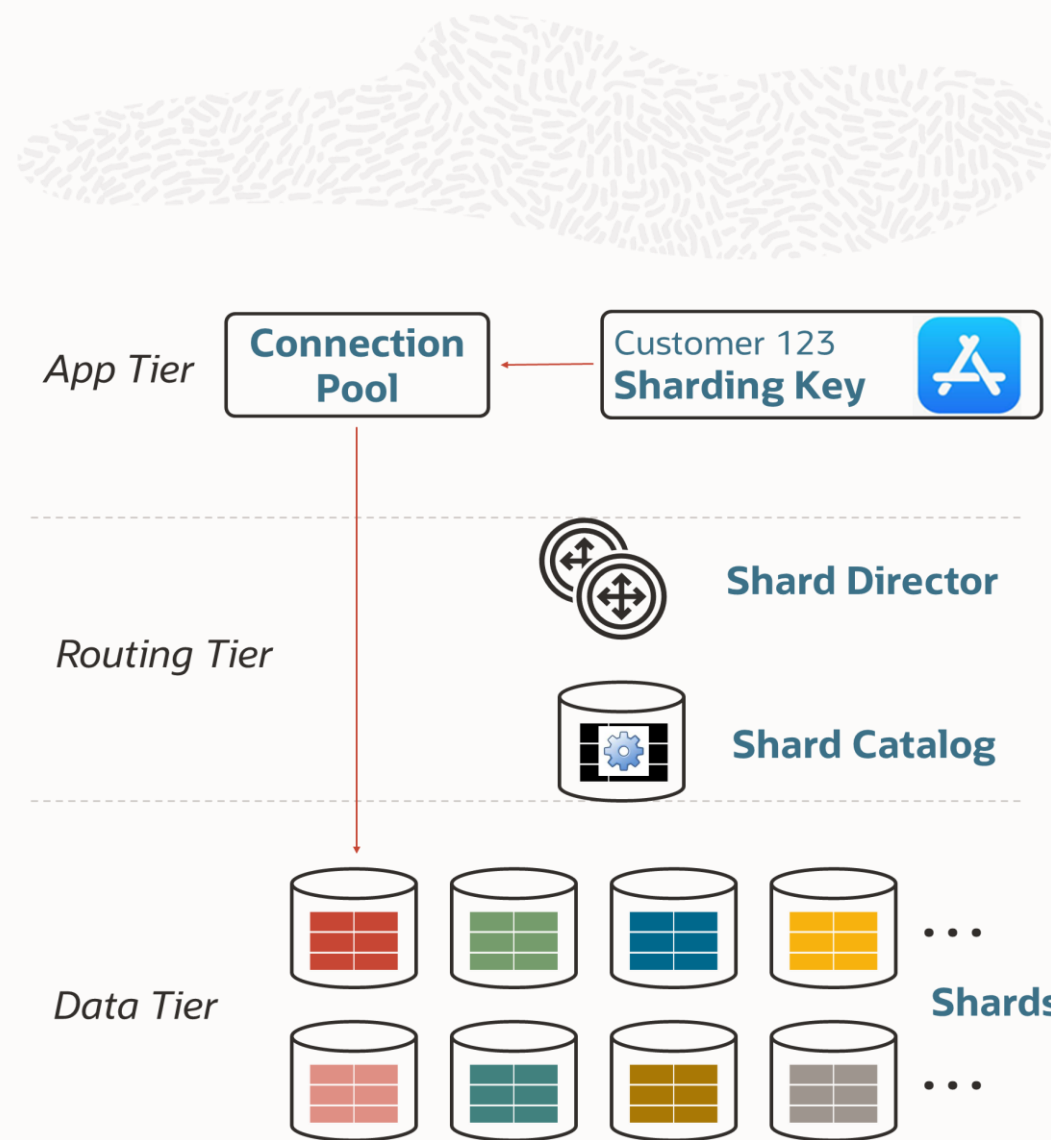 App Tier
Connection
Pool
Customer 123
Sharding Key
Shard Director
Routing Tier
Shard Catalog
...
Data Tier
Shards
...